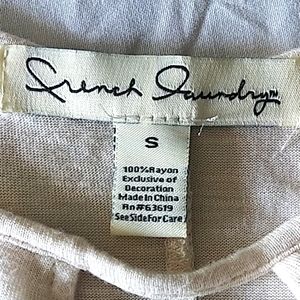 French Laundry™
S
100%Rayon
Exclusive of
Decoration
Made In China
Rn#63619
See Side For Care